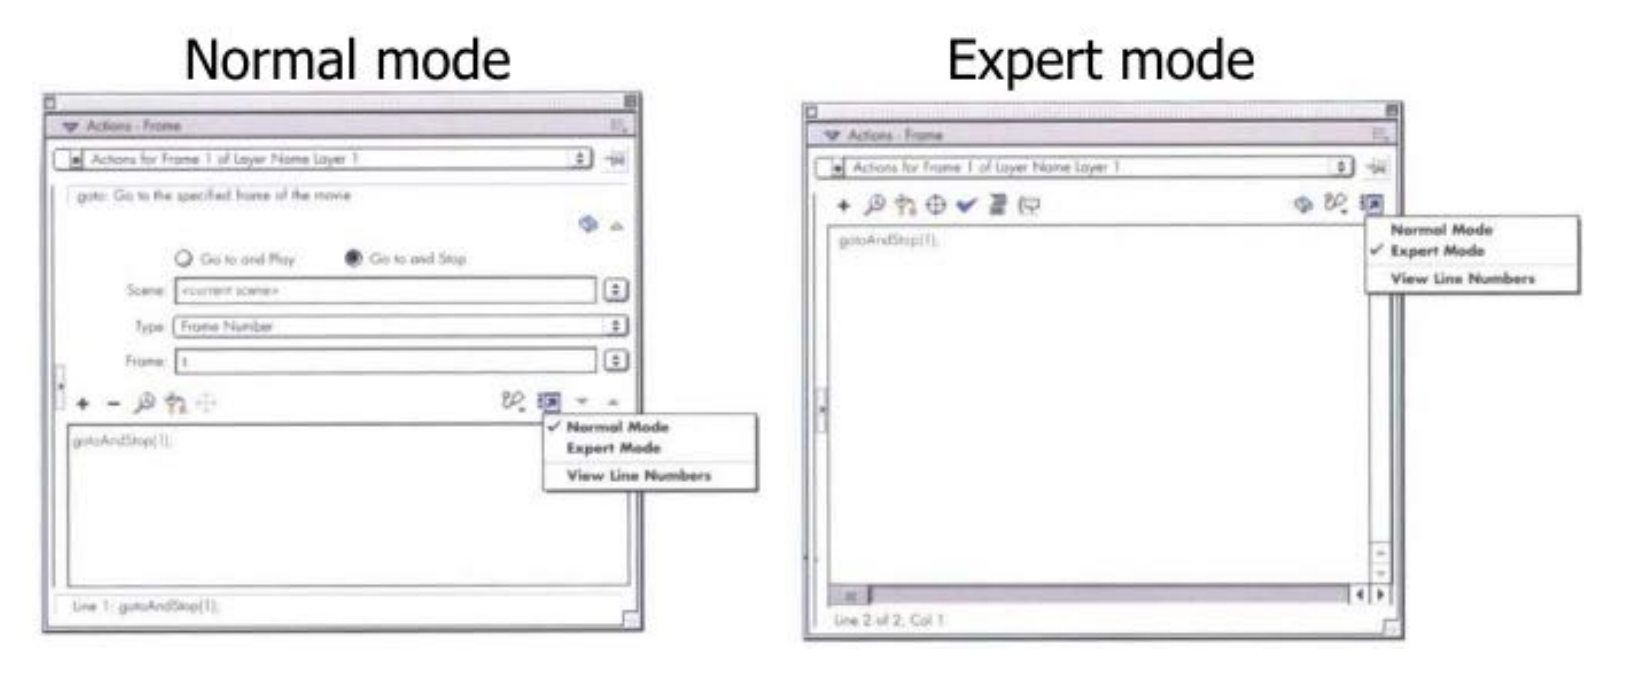 Normal mode
Actions - Frame
Actions for Frame 1 of Layer Name Layer 1
goto: Go to the specified frame of the movie
Go to and Play
Go to and Stop
Scene: <current scene>
Type: Frame Number
Frame: 1
gotoAndStop(1);
Normal Mode
Expert Mode
View Line Numbers
Line 1: gotoAndStop(1);
Expert mode
Actions - Frame
Actions for Frame 1 of Layer Name Layer 1
gotoAndStop(1);
Normal Mode
Expert Mode
View Line Numbers
Line 2 of 2, Col 1